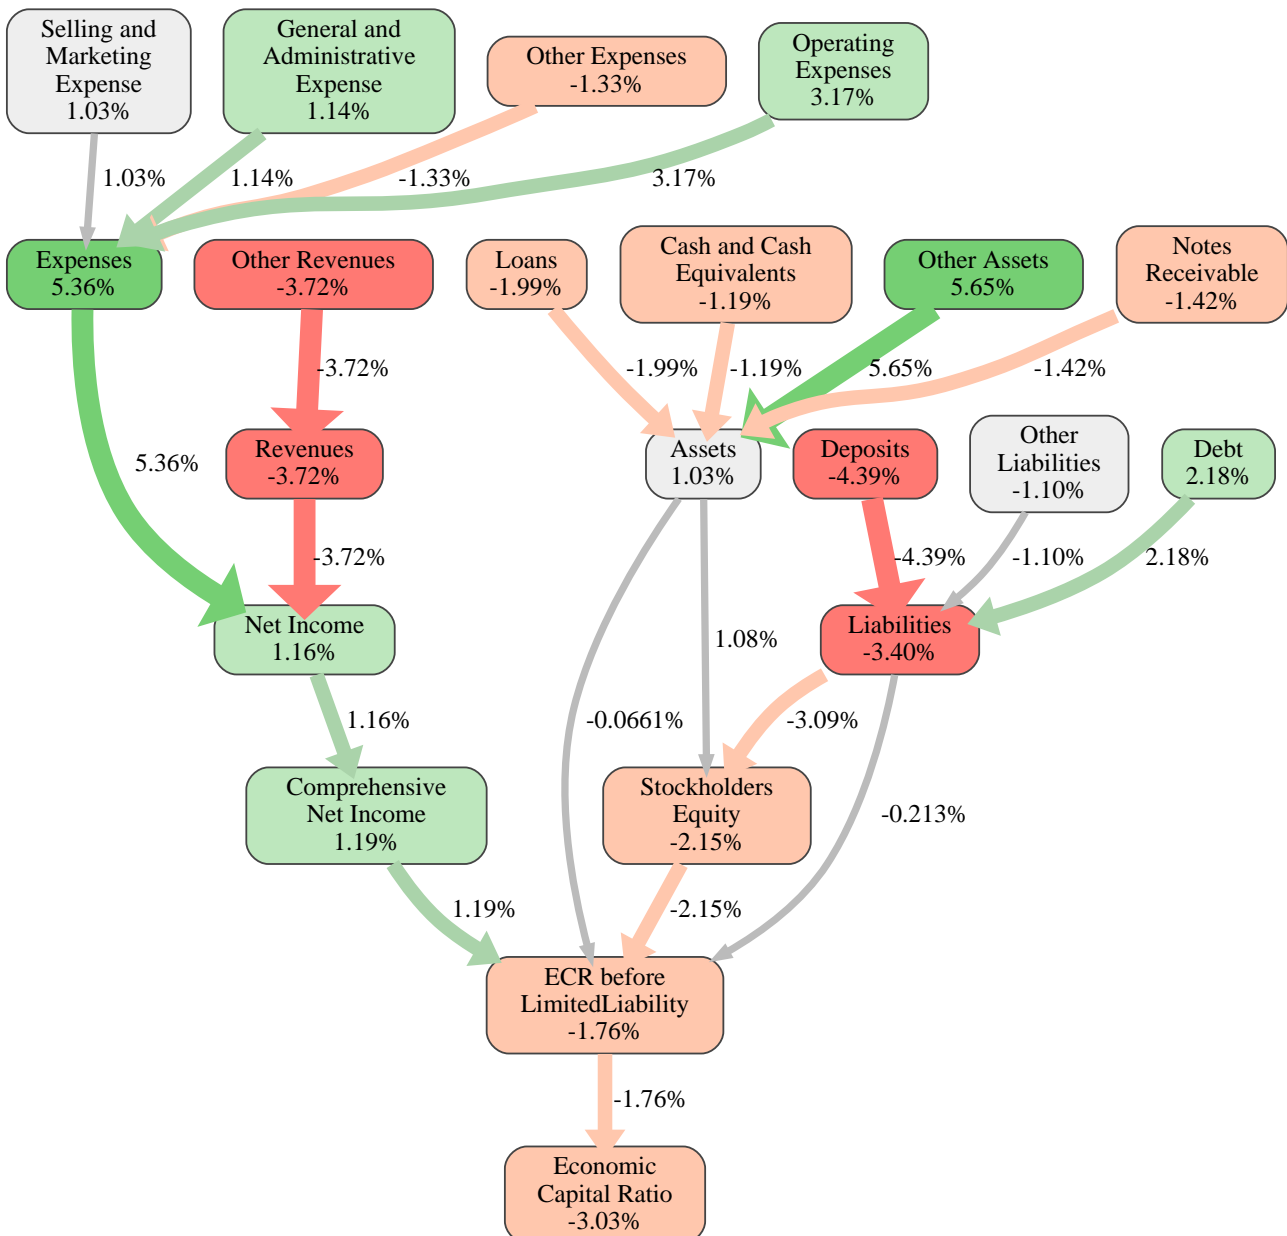 Selling and
Marketing
Expense
1.03%
General and
Administrative
Expense
1.14%
Other Expenses
-1.33%
Operating
Expenses
3.17%
1.03%
1.14%
-1.33%
3.17%
Expenses
5.36%
Other Revenues
-3.72%
Loans
-1.99%
Cash and Cash
Equivalents
-1.19%
Other Assets
5.65%
Notes
Receivable
-1.42%
-3.72%
-1.99%
-1.19%
5.65%
-1.42%
5.36%
Revenues
-3.72%
Assets
1.03%
Deposits
-4.39%
Other
Liabilities
-1.10%
Debt
2.18%
-3.72%
-4.39%
-1.10%
2.18%
Net Income
1.16%
1.08%
Liabilities
-3.40%
1.16%
-0.0661%
-3.09%
Comprehensive
Net Income
1.19%
Stockholders
Equity
-2.15%
-0.213%
1.19%
-2.15%
ECR before
LimitedLiability
-1.76%
-1.76%
Economic
Capital Ratio
-3.03%